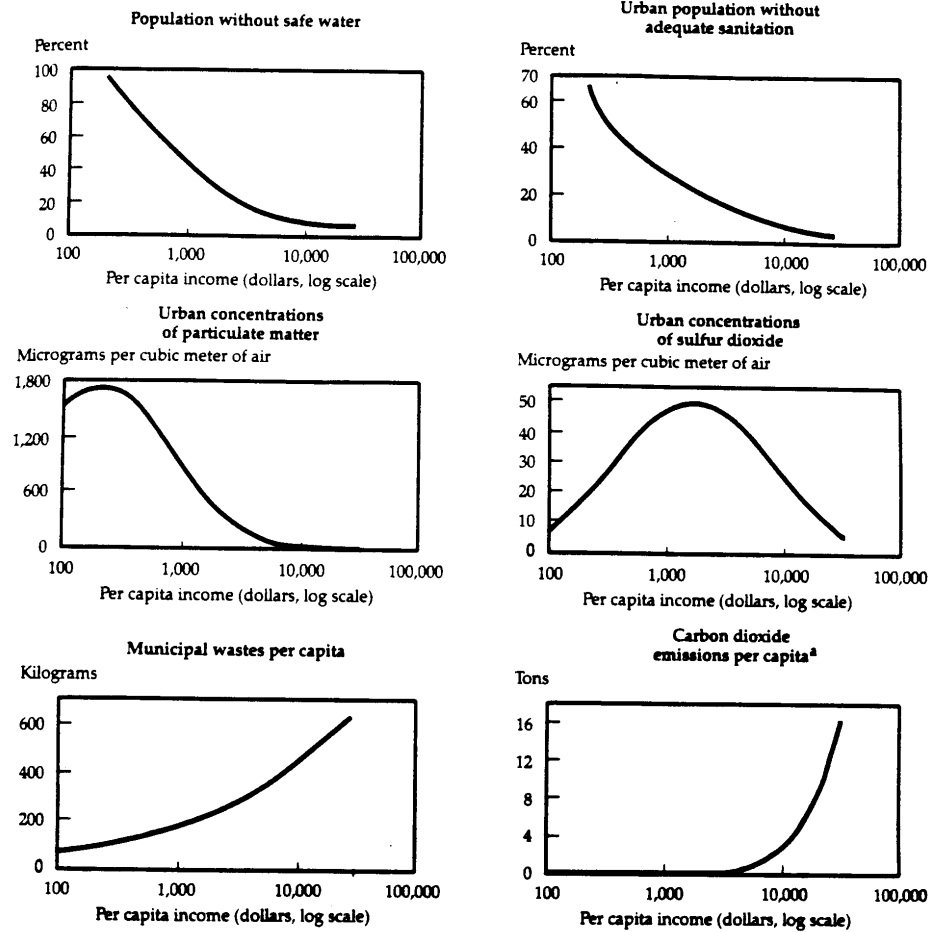 Population without safe water
Percent
100
80
60
40
20
0
100 1,000 10,000 100,000
Per capita income (dollars, log scale)
Urban population without
adequate sanitation
Percent
70
60
40
20
0
100 1,000 10,000 100,000
Per capita income (dollars, log scale)
Urban concentrations
of particulate matter
Micrograms per cubic meter of air
1,800
1,200
600
0
100 1,000 10,000 100,000
Per capita income (dollars, log scale)
Urban concentrations
of sulfur dioxide
Micrograms per cubic meter of air
50
40
30
20
10
0
100 1,000 10,000 100,000
Per capita income (dollars, log scale)
Municipal wastes per capita
Kilograms
600
400
200
0
100 1,000 10,000 100,000
Per capita income (dollars, log scale)
Carbon dioxide
emissions per capitaª
Tons
16
12
8
4
0
100 1,000 10,000 100,000
Per capita income (dollars, log scale)